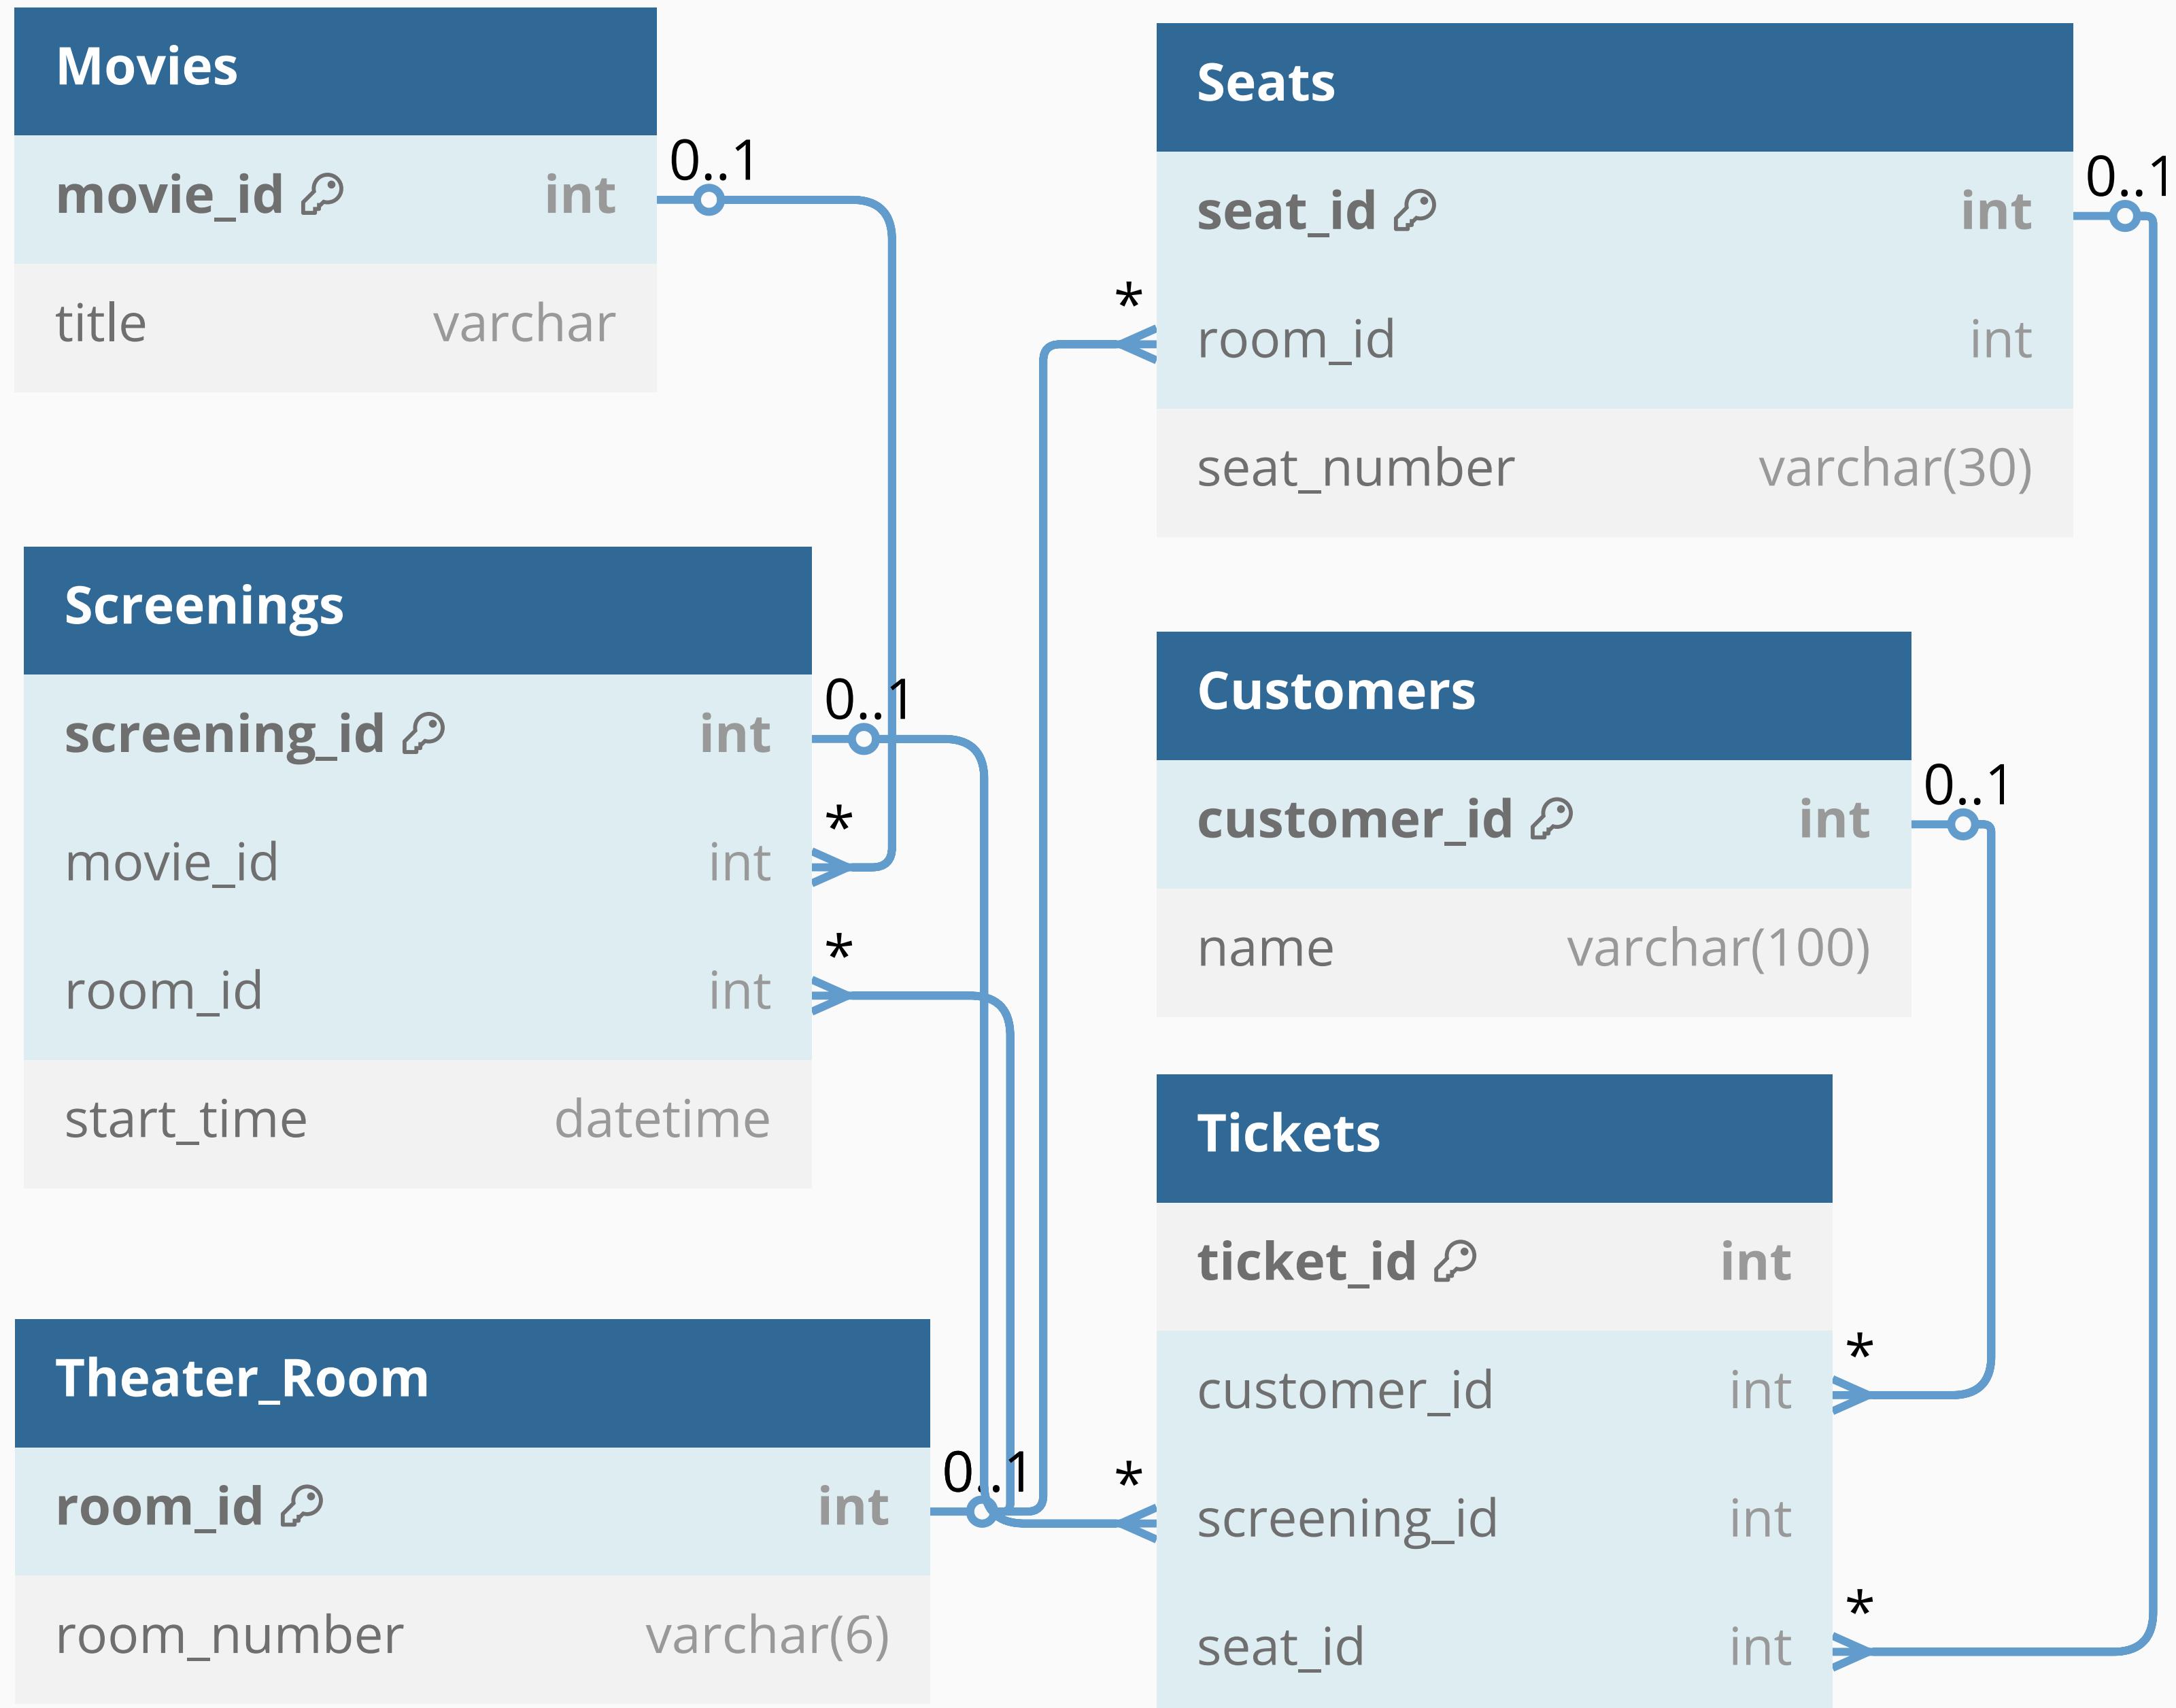 Movies
movie_id int
0..1
title varchar
Screenings
screening_id int
0..1
movie_id int
*
room_id int
*
start_time datetime
Theater_Room
room_id int
0..1
room_number varchar(6)
Seats
seat_id int
0..1
room_id int
*
seat_number varchar(30)
Customers
customer_id int
0..1
name varchar(100)
Tickets
ticket_id int
customer_id int
*
screening_id int
*
seat_id int
*